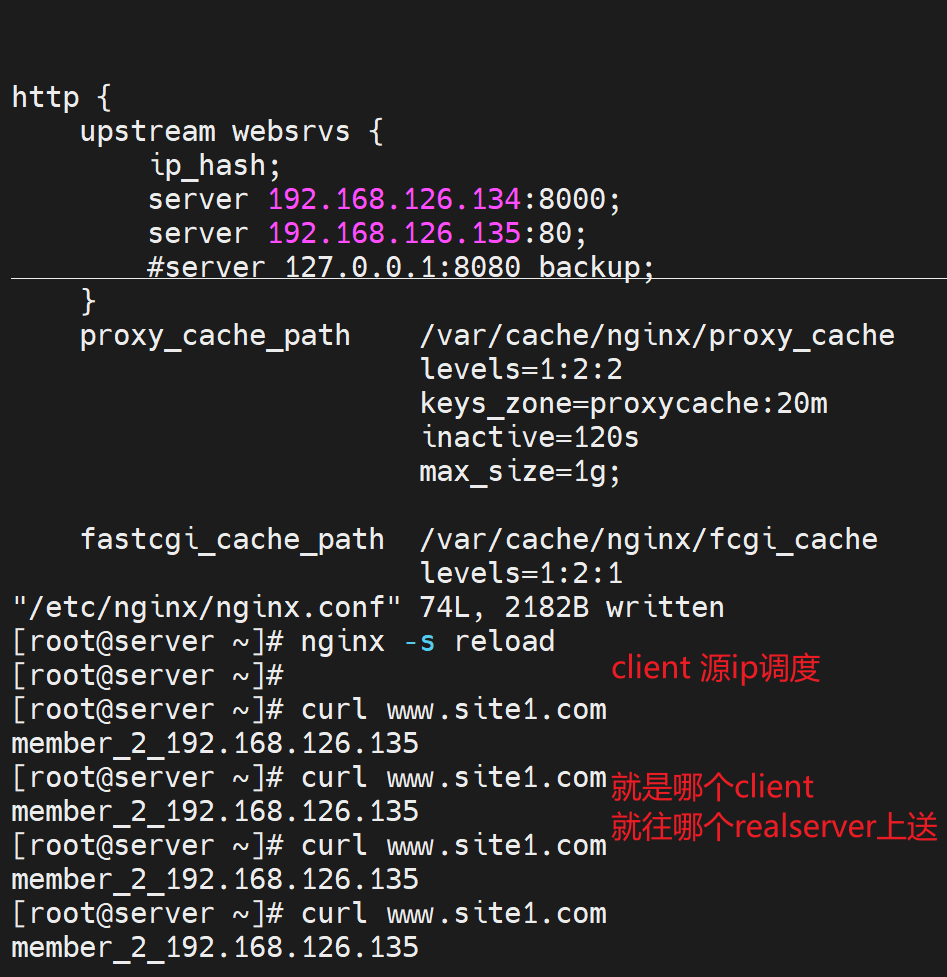 http {
    upstream websrvs {
        ip_hash;
        server 192.168.126.134:8000;
        server 192.168.126.135:80;
        #server 127.0.0.1:8080 backup;
    }
    proxy_cache_path    /var/cache/nginx/proxy_cache
                        levels=1:2:2
                        keys_zone=proxycache:20m
                        inactive=120s
                        max_size=1g;
    fastcgi_cache_path  /var/cache/nginx/fcgi_cache
                        levels=1:2:1
"/etc/nginx/nginx.conf" 74L, 2182B written
[root@server ~]# nginx -s reload
client 源ip调度
[root@server ~]#
[root@server ~]# curl www.site1.com
member_2_192.168.126.135
[root@server ~]# curl www.site1.com
就是哪个client
member_2_192.168.126.135
就往哪个realserver上送
[root@server ~]# curl www.site1.com
member_2_192.168.126.135
[root@server ~]# curl www.site1.com
member_2_192.168.126.135